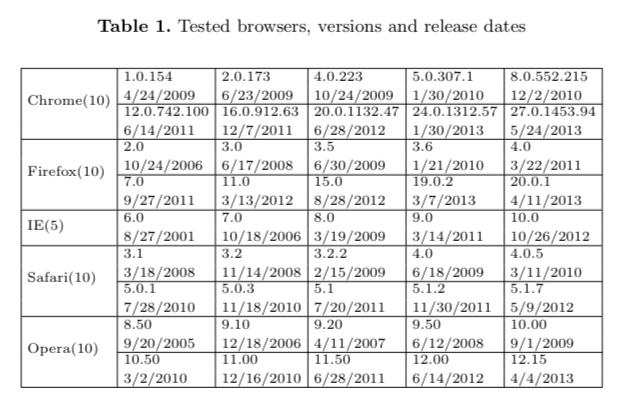 Table 1. Tested browsers, versions and release dates
Chrome(10)
1.0.154 2.0.173 4.0.223 5.0.307.1 8.0.552.215
4/24/2009 6/23/2009 10/24/2009 1/30/2010 12/2/2010
12.0.742.100 16.0.912.63 20.0.1132.47 24.0.1312.57 27.0.1453.94
6/14/2011 12/7/2011 6/28/2012 1/30/2013 5/24/2013
Firefox(10)
2.0 3.0 3.5 3.6 4.0
10/24/2006 6/17/2008 6/30/2009 1/21/2010 3/22/2011
7.0 11.0 15.0 19.0.2 20.0.1
9/27/2011 3/13/2012 8/28/2012 3/7/2013 4/11/2013
IE(5)
6.0 7.0 8.0 9.0 10.0
8/27/2001 10/18/2006 3/19/2009 3/14/2011 10/26/2012
Safari(10)
3.1 3.2 3.2.2 4.0 4.0.5
3/18/2008 11/14/2008 2/15/2009 6/18/2009 3/11/2010
5.0.1 5.0.3 5.1 5.1.2 5.1.7
7/28/2010 11/18/2010 7/20/2011 11/30/2011 5/9/2012
Opera(10)
8.50 9.10 9.20 9.50 10.00
9/20/2005 12/18/2006 4/11/2007 6/12/2008 9/1/2009
10.50 11.00 11.50 12.00 12.15
3/2/2010 12/16/2010 6/28/2011 6/14/2012 4/4/2013